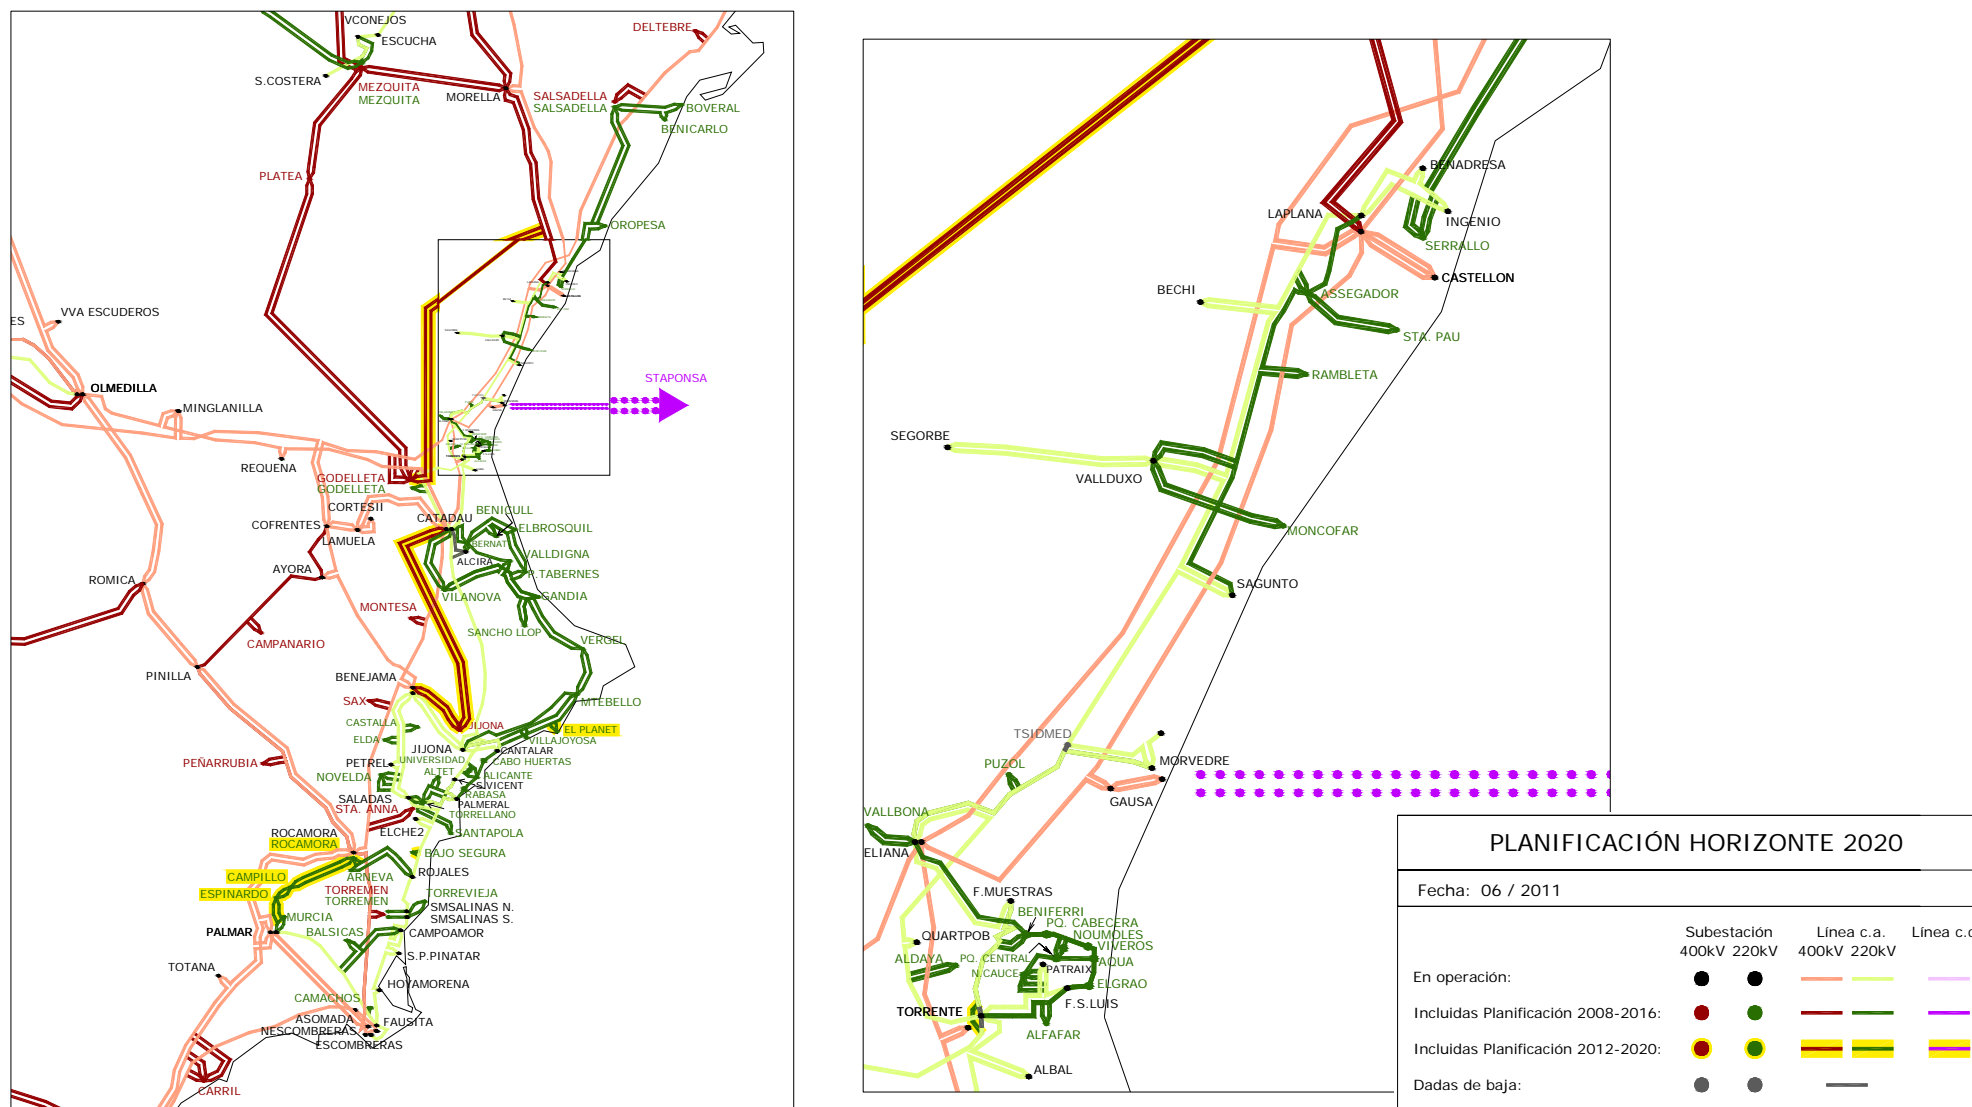 VCONEJOS
ESCUCHA
S.COSTERA
MEZQUITA
MEZQUITA
MORELLA
DELTEBRE
SALSADELLA
SALSADELLA
BOVERAL
BENICARLO
PLATEA
OROPESA
VVA ESCUDEROS
ES
OLMEDILLA
MINGLANILLA
REQUENA
STAPONSA
GODELLETA
GODELLETA
CORTESII
COFRENTES
LAMUELA
CATADAU
BENICULL
ELBROSQUIL
BERNAT
ALCIRA
VALLDIGNA
P.TABERNES
AYORA
ROMICA
VILANOVA
GANDIA
MONTESA
SANCHO LLOP
VERGEL
CAMPANARIO
PINILLA
BENEJAMA
SAX
MTEBELLO
CASTALLA
JIJONA
EL PLANET
ELDA
VILLAJOYOSA
JIJONA
CANTALAR
UNIVERSIDAD
CABO HUERTAS
PEÑARRUBIA
PETREL
ALTET
ALICANTE
NOVELDA
S.VICENT
RABASA
SALADAS
PALMERAL
STA. ANNA
TORRELLANO
ELCHE2
SANTAPOLA
ROCAMORA
ROCAMORA
BAJO SEGURA
CAMPILLO
ARNEVA
ROJALES
ESPINARDO
TORREMEN
TORREMEN
TORREVIEJA
SMSALINAS N.
SMSALINAS S.
MURCIA
PALMAR
BALSICAS
CAMPOAMOR
S.P.PINATAR
TOTANA
HOYAMORENA
CAMACHOS
ASOMADA
FAUSITA
NESCOMBRERAS
ESCOMBRERAS
CARRIL
BENADRESA
LAPLANA
INGENIO
SERRALLO
CASTELLON
BECHI
ASSEGADOR
STA. PAU
RAMBLETA
SEGORBE
VALLDUXO
MONCOFAR
SAGUNTO
TSIDMED
MORVEDRE
PUZOL
GAUSA
VALLBONA
ELIANA
F.MUESTRAS
BENIFERRI
PQ. CABECERA
QUARTPOB
NOUMOLES
VIVEROS
ALDAYA
PQ. CENTRAL
AQUA
N.CAUCE
PATRAIX
ELGRAO
F.S.LUIS
TORRENTE
ALFAFAR
ALBAL
PLANIFICACIÓN HORIZONTE 2020
Fecha: 06 / 2011
Subestación Línea c.a. Línea c.c
400kV 220kV 400kV 220kV
En operación:
Incluidas Planificación 2008-2016:
Incluidas Planificación 2012-2020:
Dadas de baja: